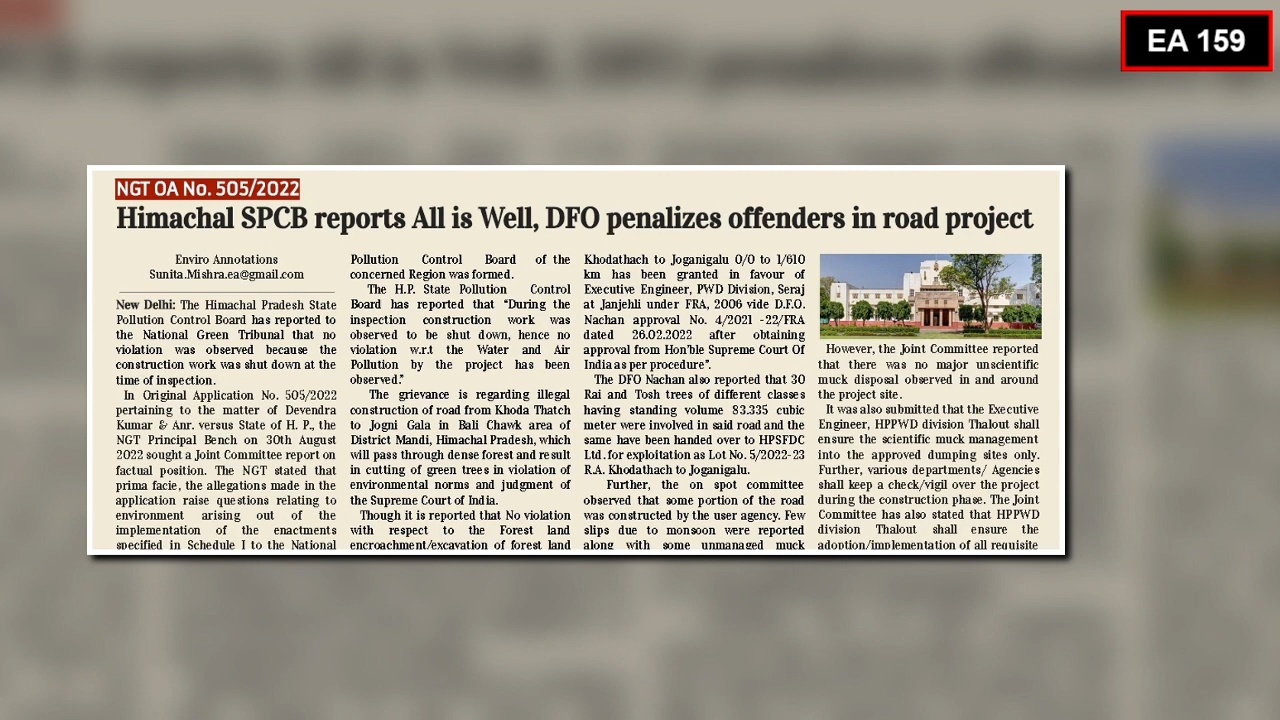 EA 159
NGT OA No. 505/2022
Himachal SPCB reports All is Well, DFO penalizes offenders in road project
Enviro Annotations
Sunita.Mishra.ea@gmail.com
New Delhi: The Himachal Pradesh State
Pollution Control Board has reported to
the National Green Tribunal that no
violation was observed because the
construction work was shut down at the
time of inspection.
In Original Application No. 505/2022
pertaining to the matter of Devendra
Kumar & Anr. versus State of H. P., the
NGT Principal Bench on 30th August
2022 sought a Joint Committee report on
factual position. The NGT stated that
prima facie, the allegations made in the
application raise questions relating to
environment arising out of the
implementation of the enactments
specified in Schedule I to the National
Pollution Control Board of the
concerned Region was formed.
The H.P. State Pollution Control
Board has reported that “During the
inspection construction work was
observed to be shut down, hence no
violation w.r.t the Water and Air
Pollution by the project has been
observed.”
The grievance is regarding illegal
construction of road from Khoda Thatch
to Jogni Gala in Bali Chawk area of
District Mandi, Himachal Pradesh, which
will pass through dense forest and result
in cutting of green trees in violation of
environmental norms and judgment of
the Supreme Court of India.
Though it is reported that No violation
with respect to the Forest land
encroachment/excavation of forest land
Khodathach to Joganigalu 0/0 to 1/610
km has been granted in favour of
Executive Engineer, PWD Division, Seraj
at Janjehli under FRA, 2006 vide D.F.O.
Nachan approval No. 4/2021 -22/FRA
dated 26.02.2022 after obtaining
approval from Hon’ble Supreme Court Of
India as per procedure”.
The DFO Nachan also reported that 30
Rai and Tosh trees of different classes
having standing volume 83.335 cubic
meter were involved in said road and the
same have been handed over to HPSFDC
Ltd. for exploitation as Lot No. 5/2022-23
R.A. Khodathach to Joganigalu.
Further, the on spot committee
observed that some portion of the road
was constructed by the user agency. Few
slips due to monsoon were reported
along with some unmanaged muck
However, the Joint Committee reported
that there was no major unscientific
muck disposal observed in and around
the project site.
It was also submitted that the Executive
Engineer, HPPWD division Thalout shall
ensure the scientific muck management
into the approved dumping sites only.
Further, various departments/ Agencies
shall keep a check/vigil over the project
during the construction phase. The Joint
Committee has also stated that HPPWD
division Thalout shall ensure the
adoption/implementation of all requisite